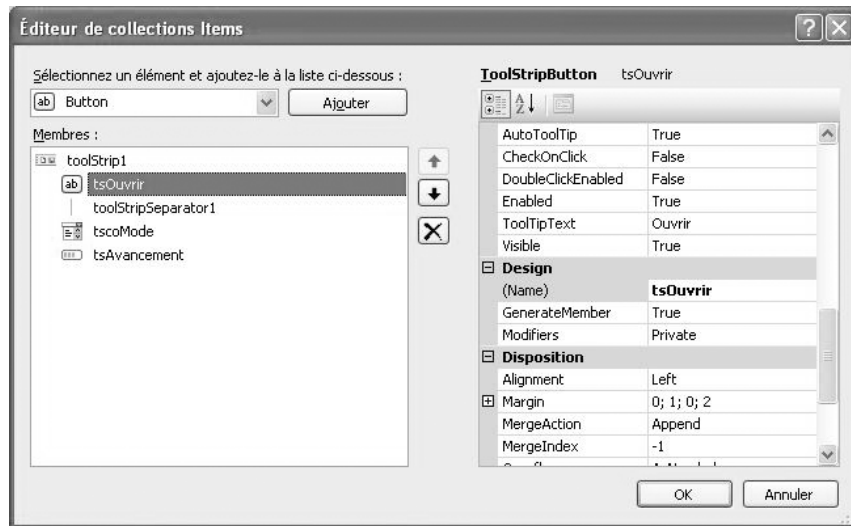 Éditeur de collections Items
Sélectionnez un élément et ajoutez-le à la liste ci-dessous :
ab Button
Ajouter
Membres :
toolStrip1
ab tsOuvrir
toolStripSeparator1
tscoMode
tsAvancement
ToolStripButton tsOuvrir
AutoToolTip True
CheckOnClick False
DoubleClickEnabled False
Enabled True
ToolTipText Ouvrir
Visible True
Design
(Name) tsOuvrir
GenerateMember True
Modifiers Private
Disposition
Alignment Left
Margin 0; 1; 0; 2
MergeAction Append
MergeIndex -1
OK
Annuler